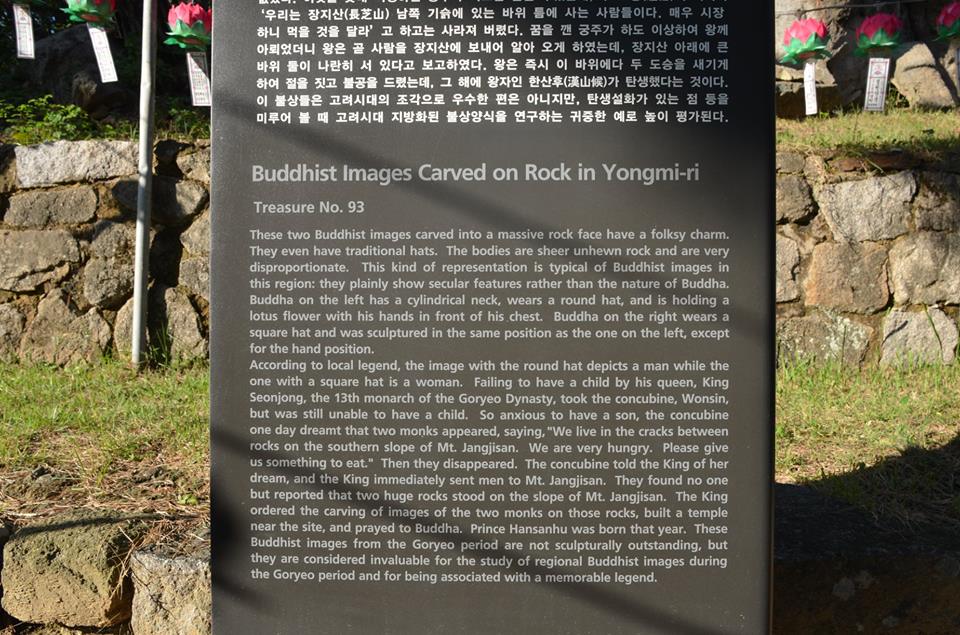 '우리는 장지산(長芝山) 남쪽 기슭에 있는 바위 틈에 사는 사람들이다. 매우 시장
하니 먹을 것을 달라' 고 하고는 사라져 버렸다. 꿈을 깬 궁주가 하도 이상하여 왕께
아뢰었더니 왕은 곧 사람을 장지산에 보내어 알아 오게 하였는데, 장지산 아래에 큰
바위 둘이 나란히 서 있다고 보고하였다. 왕은 즉시 이 바위에다 두 도승을 새기게
하여 절을 짓고 불공을 드렸는데, 그 해에 왕자인 한산후(漢山候)가 탄생했다는 것이다.
이 불상들은 고려시대의 조각으로 우수한 편은 아니지만, 탄생설화가 있는 점 등을
미루어 볼 때 고려시대 지방화된 불상양식을 연구하는 귀중한 예로 높이 평가된다.
Buddhist Images Carved on Rock in Yongmi-ri
Treasure No. 93
These two Buddhist images carved into a massive rock face have a folksy charm.
They even have traditional hats. The bodies are sheer unhewn rock and are very
disproportionate. This kind of representation is typical of Buddhist images in
this region: they plainly show secular features rather than the nature of Buddha.
Buddha on the left has a cylindrical neck, wears a round hat, and is holding a
lotus flower with his hands in front of his chest. Buddha on the right wears a
square hat and was sculptured in the same position as the one on the left, except
for the hand position.
According to local legend, the image with the round hat depicts a man while the
one with a square hat is a woman. Failing to have a child by his queen, King
Seonjong, the 13th monarch of the Goryeo Dynasty, took the concubine, Wonsin,
but was still unable to have a child. So anxious to have a son, the concubine
one day dreamt that two monks appeared, saying,"We live in the cracks between
rocks on the southern slope of Mt. Jangjisan. We are very hungry. Please give
us something to eat." Then they disappeared. The concubine told the King of her
dream, and the King immediately sent men to Mt. Jangjisan. They found no one
but reported that two huge rocks stood on the slope of Mt. Jangjisan. The King
ordered the carving of images of the two monks on those rocks, built a temple
near the site, and prayed to Buddha. Prince Hansanhu was born that year. These
Buddhist images from the Goryeo period are not sculpturally outstanding, but
they are considered invaluable for the study of regional Buddhist images during
the Goryeo period and for being associated with a memorable legend.